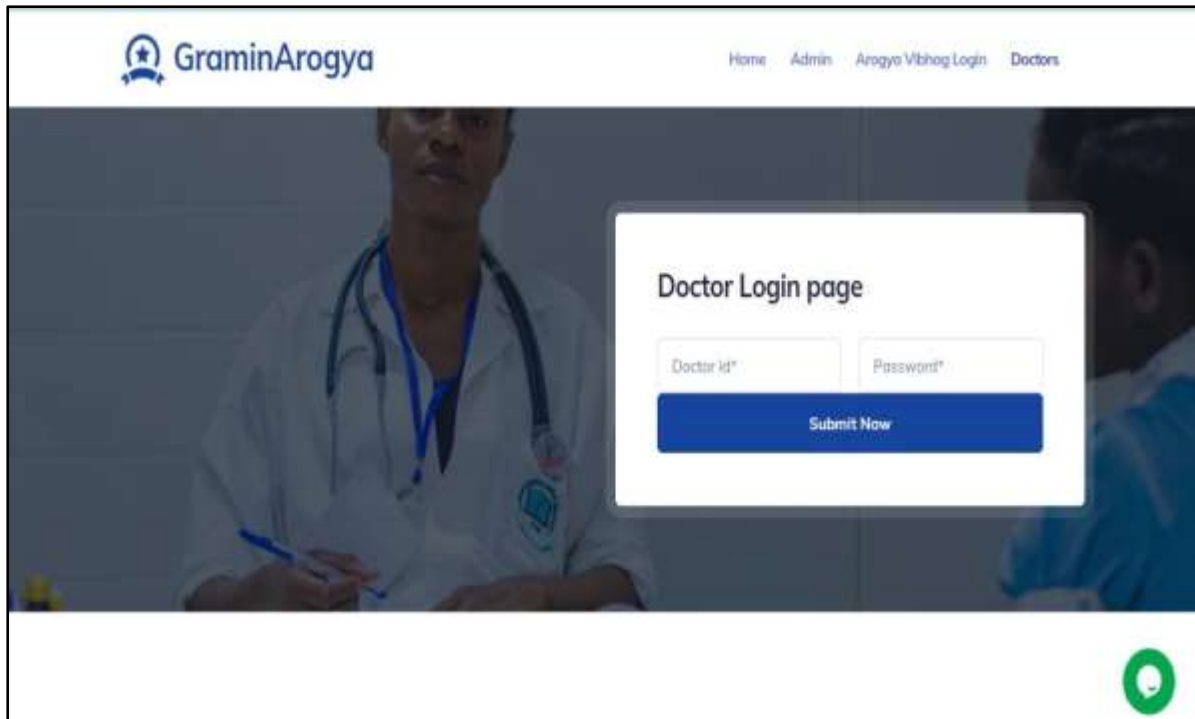 GraminArogya
Home Admin Arogya Vibhag Login Doctors
Doctor Login page
Doctor Id* Password*
Submit Now